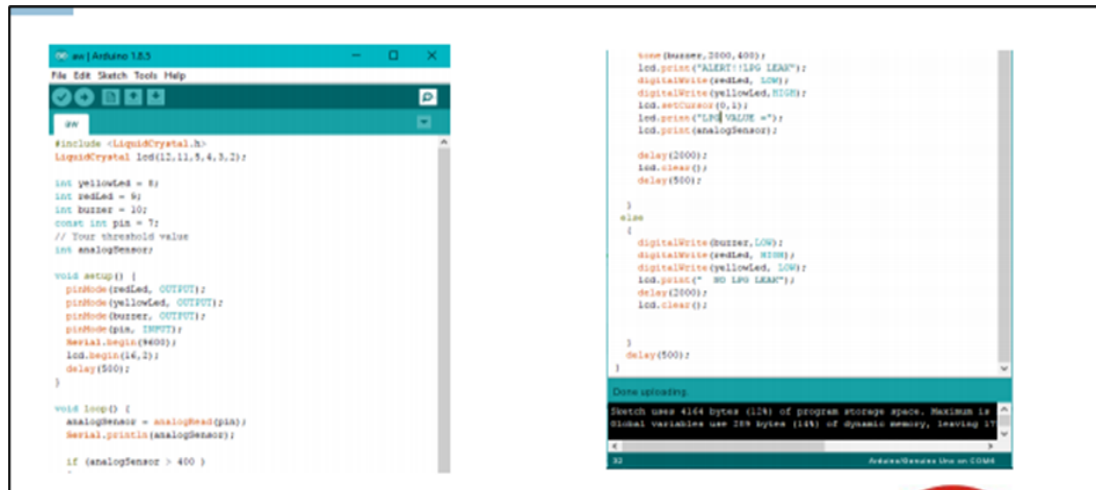 aw | Arduino 1.8.5
File Edit Sketch Tools Help
aw
#include <LiquidCrystal.h>
LiquidCrystal lcd(12,11,5,4,3,2);
int yellowLed = 8;
int redLed = 9;
int buzzer = 10;
const int pin = 7;
// Your threshold value
int analogSensor;
void setup() {
pinMode(redLed, OUTPUT);
pinMode(yellowLed, OUTPUT);
pinMode(buzzer, OUTPUT);
pinMode(pin, INPUT);
Serial.begin(9600);
lcd.begin(16,2);
delay(500);
}
void loop() {
analogSensor = analogRead(pin);
Serial.println(analogSensor);
if (analogSensor > 400 )
tone(buzzer,2000,400);
lcd.print("ALERT!!LPG LEAK");
digitalWrite(redLed, LOW);
digitalWrite(yellowLed,HIGH);
lcd.setCursor(0,1);
lcd.print("LPG VALUE =");
lcd.print(analogSensor);
delay(2000);
lcd.clear();
delay(500);
}
else
{
digitalWrite(buzzer,LOW);
digitalWrite(redLed, HIGH);
digitalWrite(yellowLed, LOW);
lcd.print("  NO LPG LEAK");
delay(2000);
lcd.clear();
}
delay(500);
}
Done uploading.
Sketch uses 4164 bytes (12%) of program storage space. Maximum is
Global variables use 289 bytes (14%) of dynamic memory, leaving 17
32
Arduino/Genuino Uno on COM4